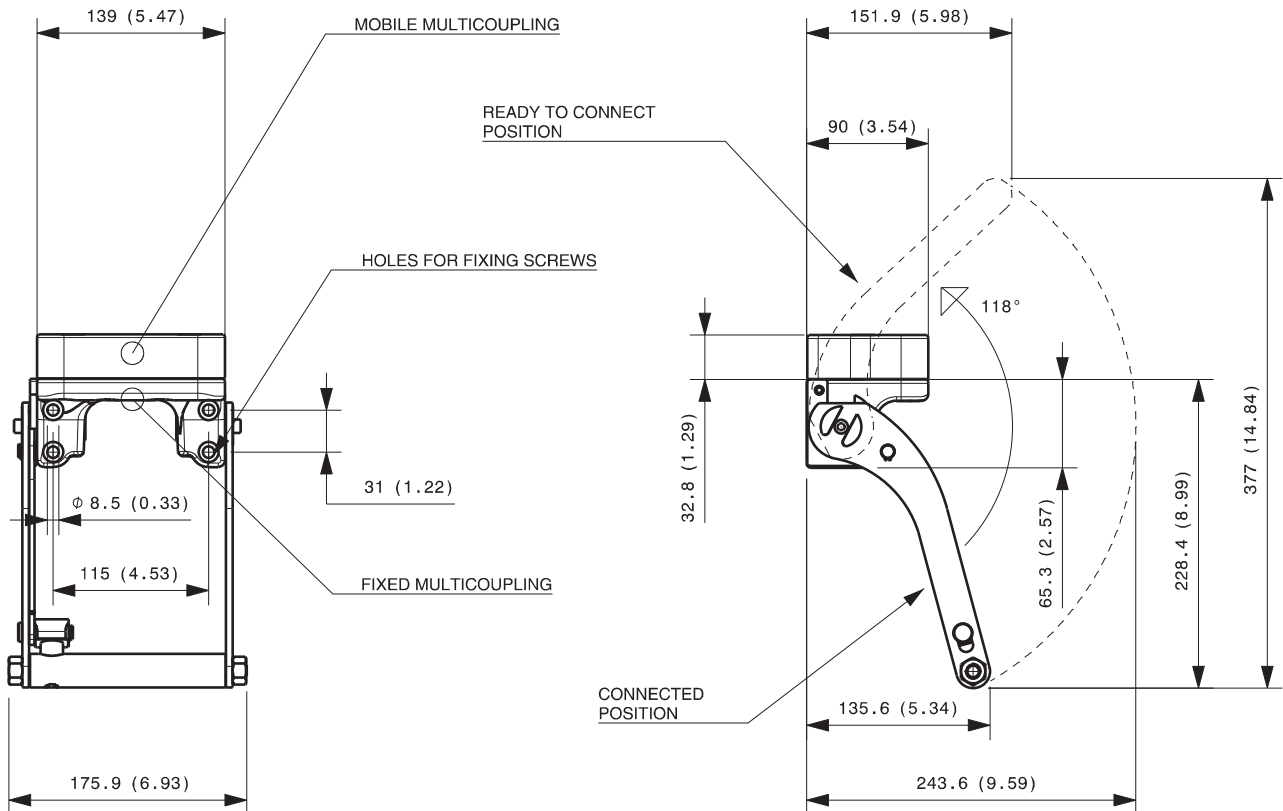 139 (5.47)
MOBILE MULTICOUPLING
151.9 (5.98)
READY TO CONNECT
POSITION
90 (3.54)
HOLES FOR FIXING SCREWS
118°
32.8 (1.29)
377 (14.84)
31 (1.22)
ϕ 8.5 (0.33)
65.3 (2.57)
228.4 (8.99)
115 (4.53)
FIXED MULTICOUPLING
CONNECTED
POSITION
135.6 (5.34)
175.9 (6.93)
243.6 (9.59)